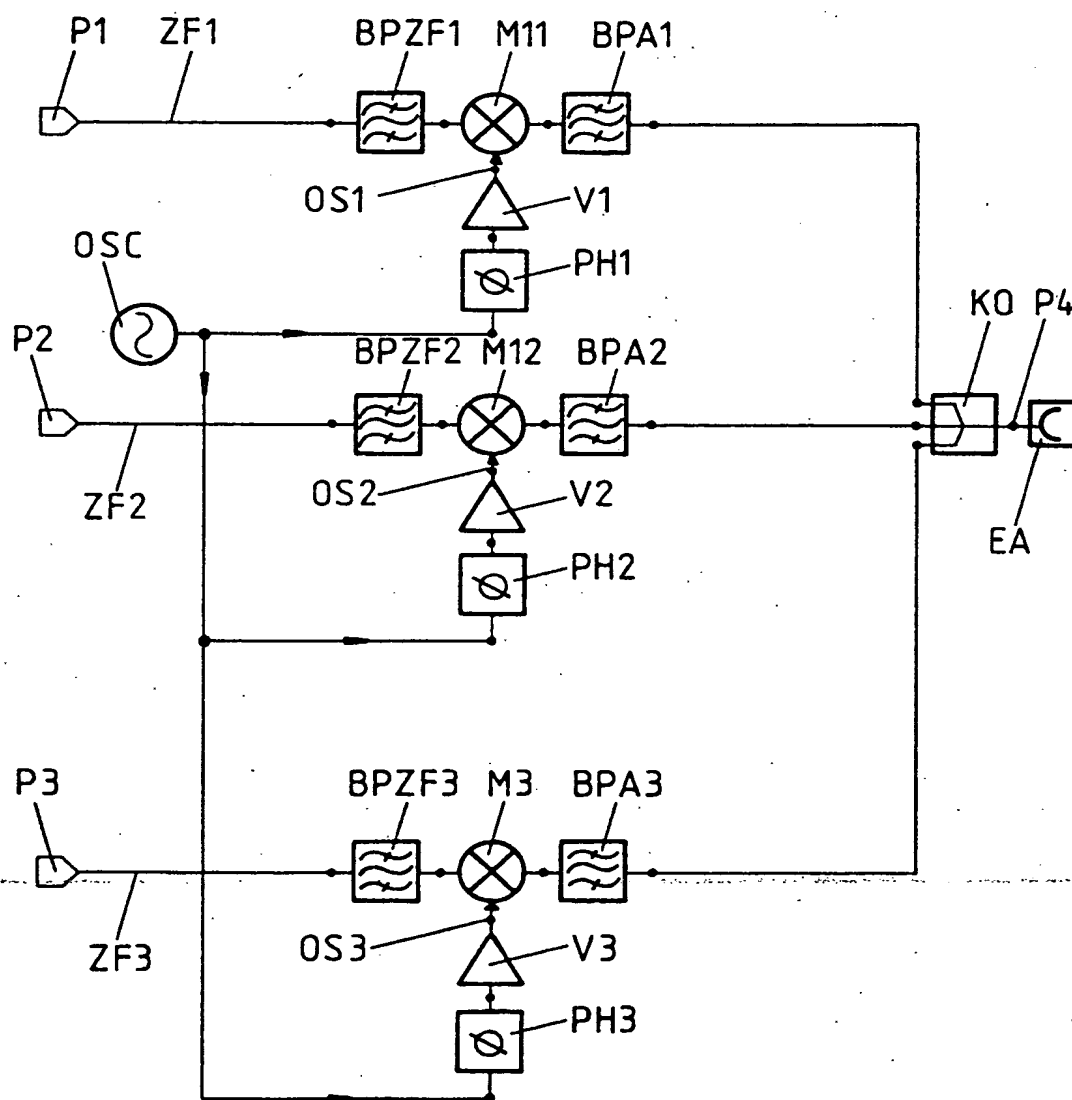 P1 ZF1 BPZF1 M11 BPA1
OS1 V1
OSC PH1
P2 BPZF2 M12 BPA2 KO P4
ZF2 OS2 V2 EA
PH2
P3 BPZF3 M3 BPA3
ZF3 OS3 V3
PH3